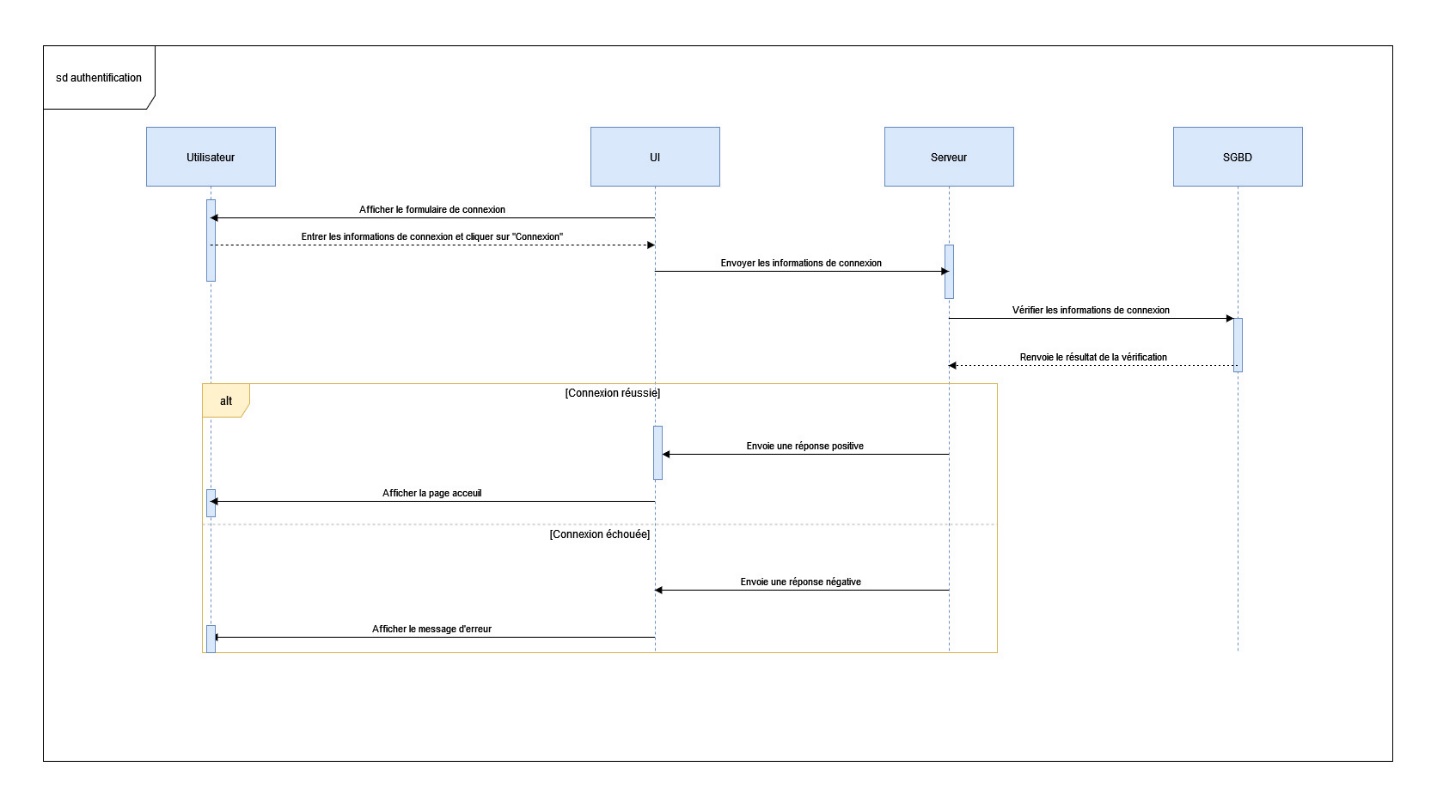 sd authentification
Utilisateur
UI
Serveur
SGBD
Afficher le formulaire de connexion
Entrer les informations de connexion et cliquer sur "Connexion"
Envoyer les informations de connexion
Vérifier les informations de connexion
Renvoie le résultat de la vérification
alt
[Connexion réussie]
Envoie une réponse positive
Afficher la page acceuil
[Connexion échouée]
Envoie une réponse négative
Afficher le message d'erreur